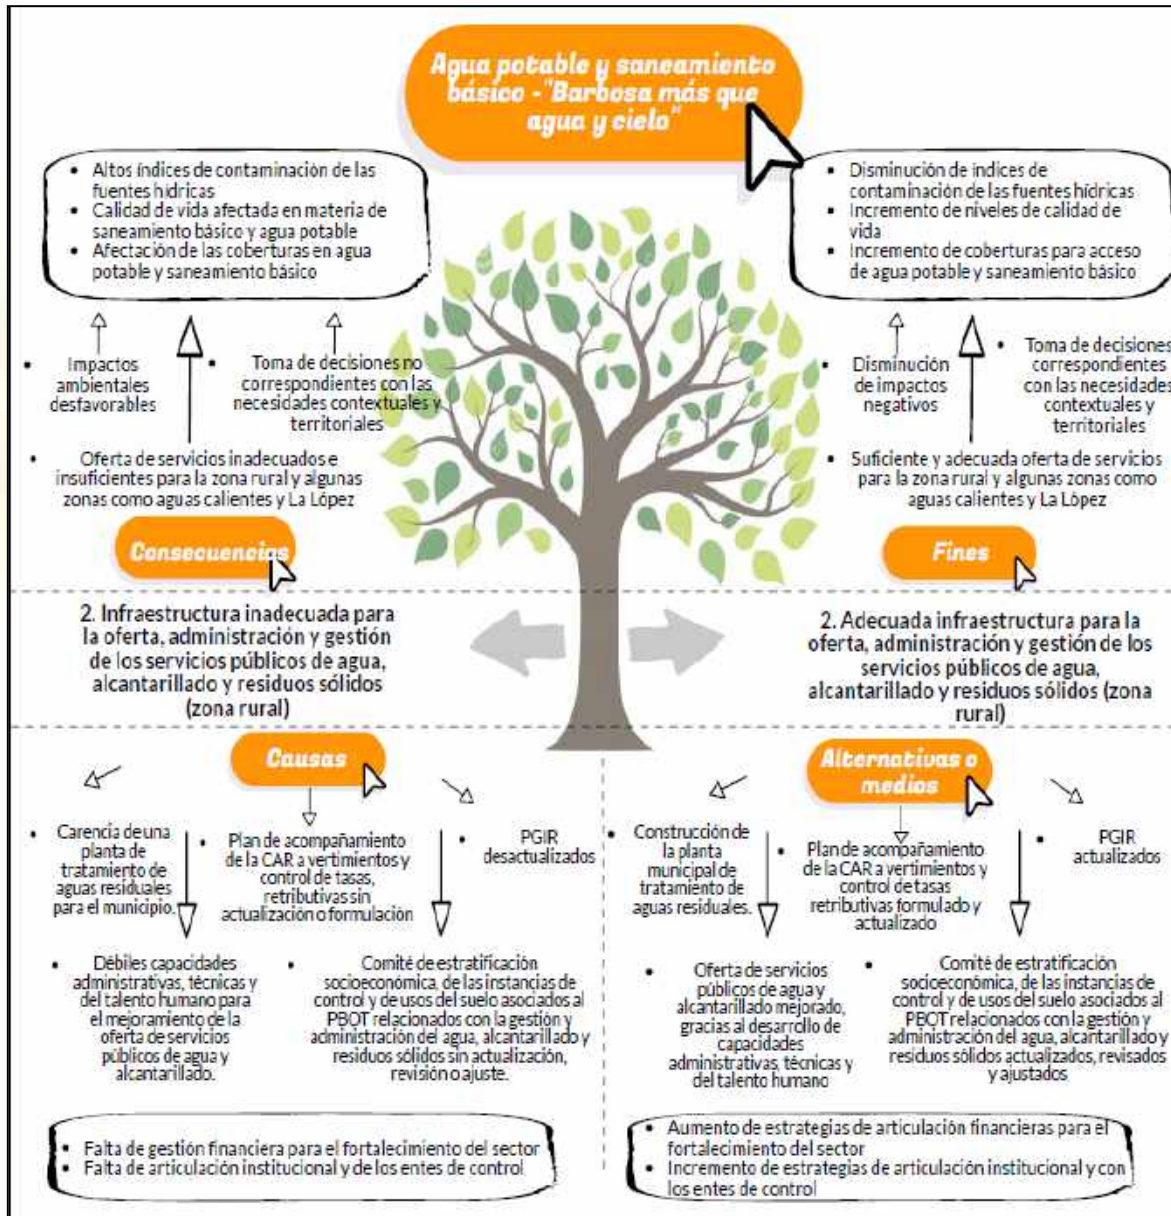 Agua potable y saneamiento
básico -"Barbosa más que
agua y cielo"
• Altos índices de contaminación de las
fuentes hídricas
• Calidad de vida afectada en materia de
saneamiento básico y agua potable
• Afectación de las coberturas en agua
potable y saneamiento básico
• Disminución de índices de
contaminación de las fuentes hídricas
• Incremento de niveles de calidad de
vida
• Incremento de coberturas para acceso
de agua potable y saneamiento básico
• Impactos
ambientales
desfavorables
• Toma de decisiones no
correspondientes con las
necesidades contextuales y
territoriales
• Oferta de servicios inadecuados e
insuficientes para la zona rural y algunas
zonas como aguas calientes y La López
• Disminución
de impactos
negativos
• Toma de decisiones
correspondientes
con las necesidades
contextuales y
territoriales
• Suficiente y adecuada oferta de servicios
para la zona rural y algunas zonas como
aguas calientes y La López
Consecuencias
Fines
2. Infraestructura inadecuada para
la oferta, administración y gestión
de los servicios públicos de agua,
alcantarillado y residuos sólidos
(zona rural)
2. Adecuada infraestructura para la
oferta, administración y gestión de los
servicios públicos de agua,
alcantarillado y residuos sólidos (zona
rural)
Causas
• Carencia de una
planta de
tratamiento de
aguas residuales
para el municipio.
• Plan de acompañamiento
de la CAR a vertimientos y
control de tasas,
retributivas sin
actualización o formulación
• PGIR
desactualizados
• Débiles capacidades
administrativas, técnicas y
del talento humano para
el mejoramiento de la
oferta de servicios
públicos de agua y
alcantarillado.
• Comité de estratificación
socioeconómica, de las instancias de
control y de usos del suelo asociados al
PBOT relacionados con la gestión y
administración del agua, alcantarillado y
residuos sólidos sin actualización,
revisión o ajuste.
• Falta de gestión financiera para el fortalecimiento del sector
• Falta de articulación institucional y de los entes de control
Alternativas o
medios
• Construcción de
la planta
municipal de
tratamiento de
aguas residuales.
• Plan de acompañamiento
de la CAR a vertimientos y
control de tasas
retributivas formulado y
actualizado
• PGIR
actualizados
• Oferta de servicios
públicos de agua y
alcantarillado mejorado,
gracias al desarrollo de
capacidades
administrativas, técnicas y
del talento humano
• Comité de estratificación
socioeconómica, de las instancias de
control y de usos del suelo asociados al
PBOT relacionados con la gestión y
administración del agua, alcantarillado y
residuos sólidos actualizados, revisados
y ajustados
• Aumento de estrategias de articulación financieras para el
fortalecimiento del sector
• Incremento de estrategias de articulación institucional y con
los entes de control